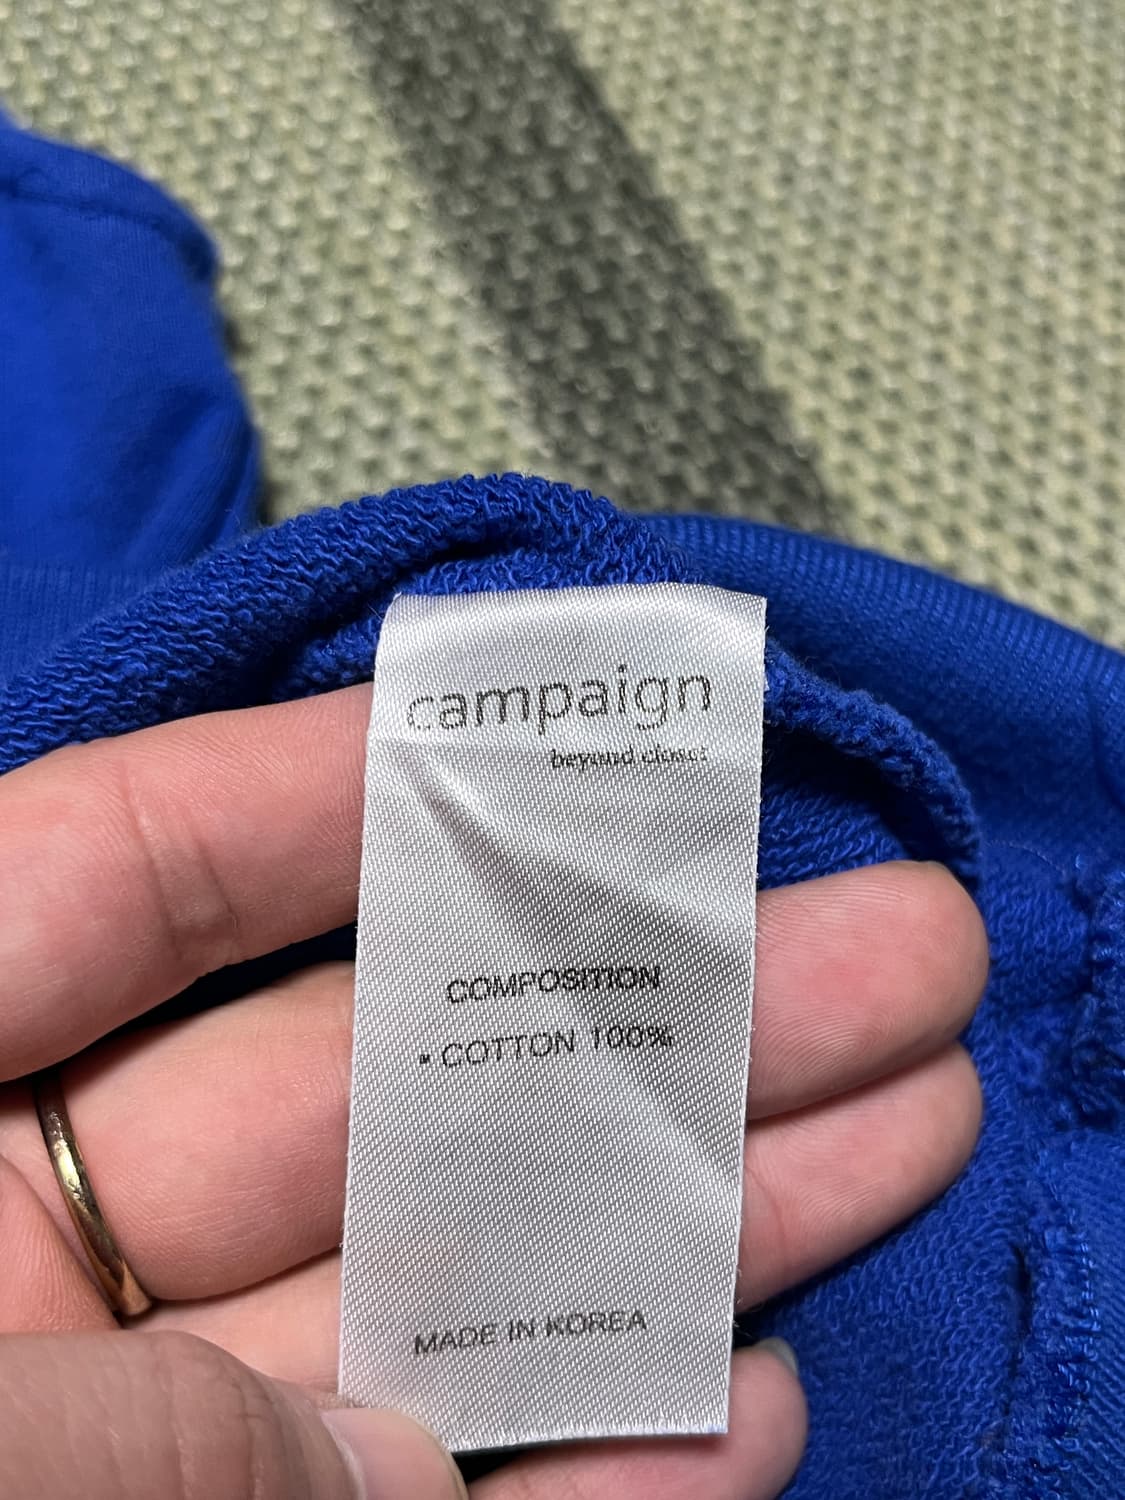 campaign
beyond closet
COMPOSITION
▪ COTTON 100%
MADE IN KOREA